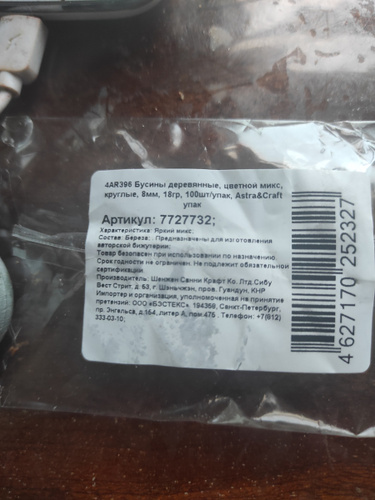 4AR396 Бусины деревянные, цветной микс,
круглые, 8мм, 18гр, 100шт/упак, Astra&Craft
упак
Артикул: 7727732;
Характеристика: Яркий микс.
Состав: Береза; . Предназначены для изготовления
авторской бижутерии;
Товар безопасен при использовании по назначению.
Срок годности не ограничен. Не подлежит обязательной
сертификации.
Производитель: Шэнжен Санни Крафт Ко. Лтд, Сибу
Вест Стрит, д. 63, г. Шэньчжэн, пров. Гуандун, КНР
Импортер и организация, уполномоченная на принятие
претензий: ООО «БЭСТЕКС», 194358, Санкт-Петербург,
пр. Энгельса, д.154, литер А, пом.475 . Телефон: +7(812)
333-03-10;
4 627170 252327